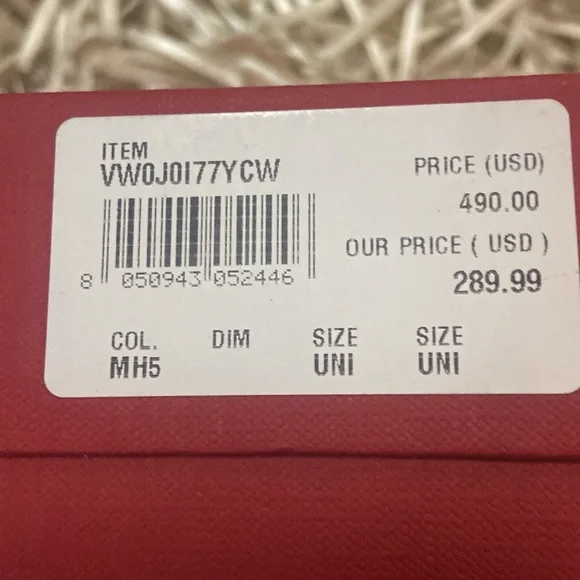 ITEM
VW0J0I77YCW
8 050943 052446
PRICE (USD)
490.00
OUR PRICE ( USD )
289.99
COL. DIM SIZE SIZE
MH5 UNI UNI